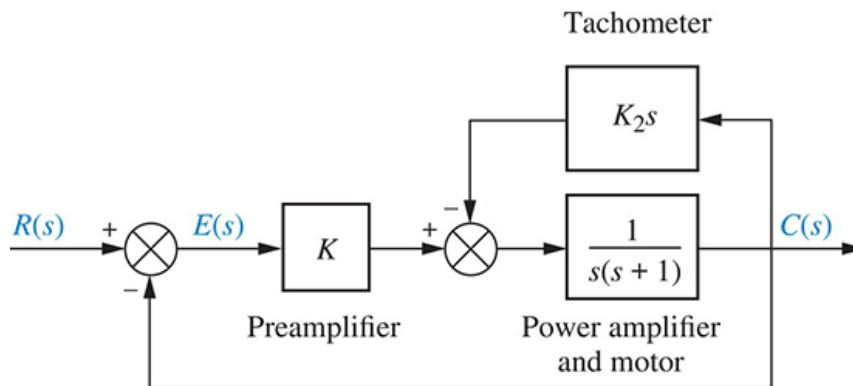 Tachometer
K₂s
R(s) + − E(s) K + − 1 C(s)
s(s + 1)
Preamplifier
Power amplifier
and motor